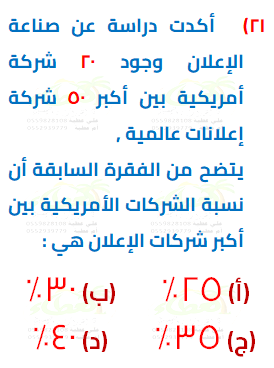 (٢١ أكدت دراسة عن صناعة
الإعلان وجود ٢٠ شركة
أمريكية بين أكبر ٥٠ شركة
إعلانات عالمية ,
يتضح من الفقرة السابقة أن
نسبة الشركات الأمريكية بين
أكبر شركات الإعلان هي :
(أ) ٢٥٪ (ب) ٣٠٪
(ج) ٣٥٪ (د) ٤٠٪